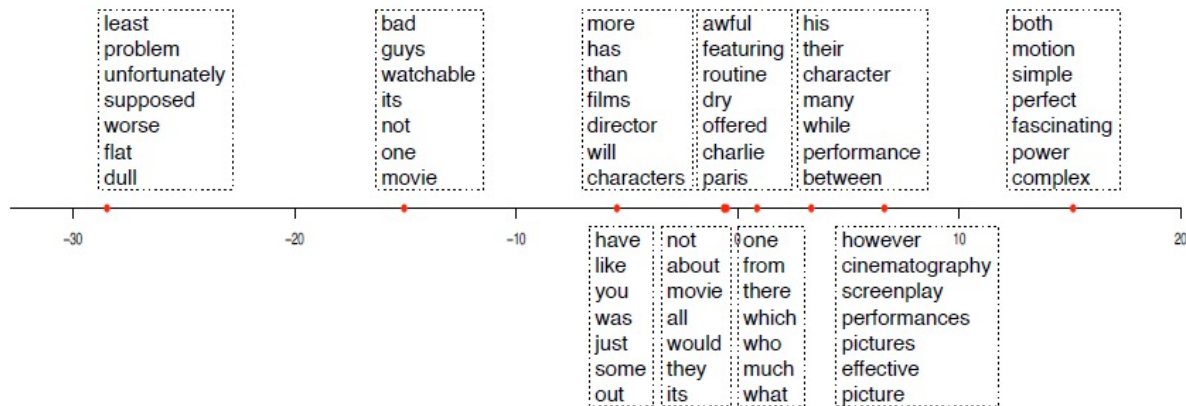 least
problem
unfortunately
supposed
worse
flat
dull
bad
guys
watchable
its
not
one
movie
more
has
than
films
director
will
characters
awful
featuring
routine
dry
offered
charlie
paris
his
their
character
many
while
performance
between
both
motion
simple
perfect
fascinating
power
complex
−30
−20
−10
0
10
20
have
like
you
was
just
some
out
not
about
movie
all
would
they
its
one
from
there
which
who
much
what
however
cinematography
screenplay
performances
pictures
effective
picture